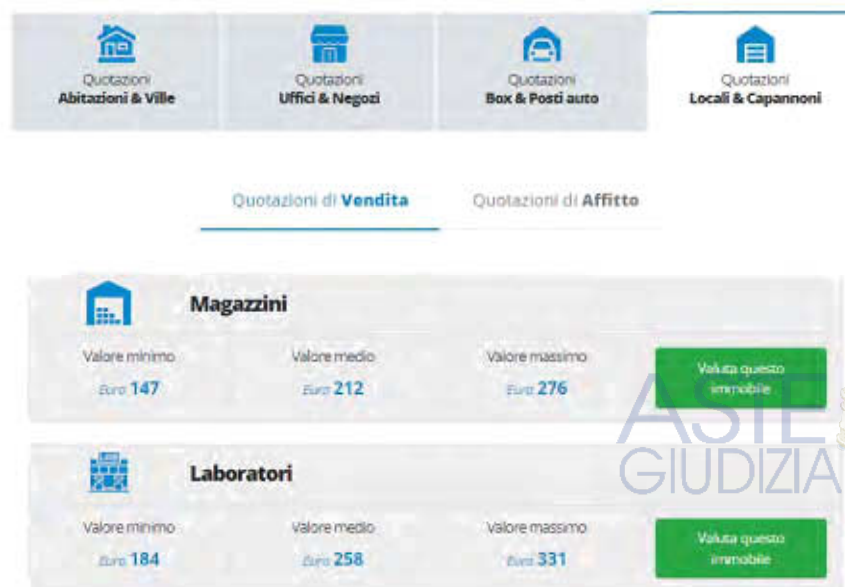 Quotazioni
Abitazioni & Ville
Quotazioni
Uffici & Negozi
Quotazioni
Box & Posti auto
Quotazioni
Locali & Capannoni
Quotazioni di Vendita
Quotazioni di Affitto
Magazzini
Valore minimo
Valore medio
Valore massimo
Euro 147
Euro 212
Euro 276
Valuta questo
immobile
ASTE
GIUDIZIA
Laboratori
Valore minimo
Valore medio
Valore massimo
Euro 184
Euro 258
Euro 331
Valuta questo
immobile